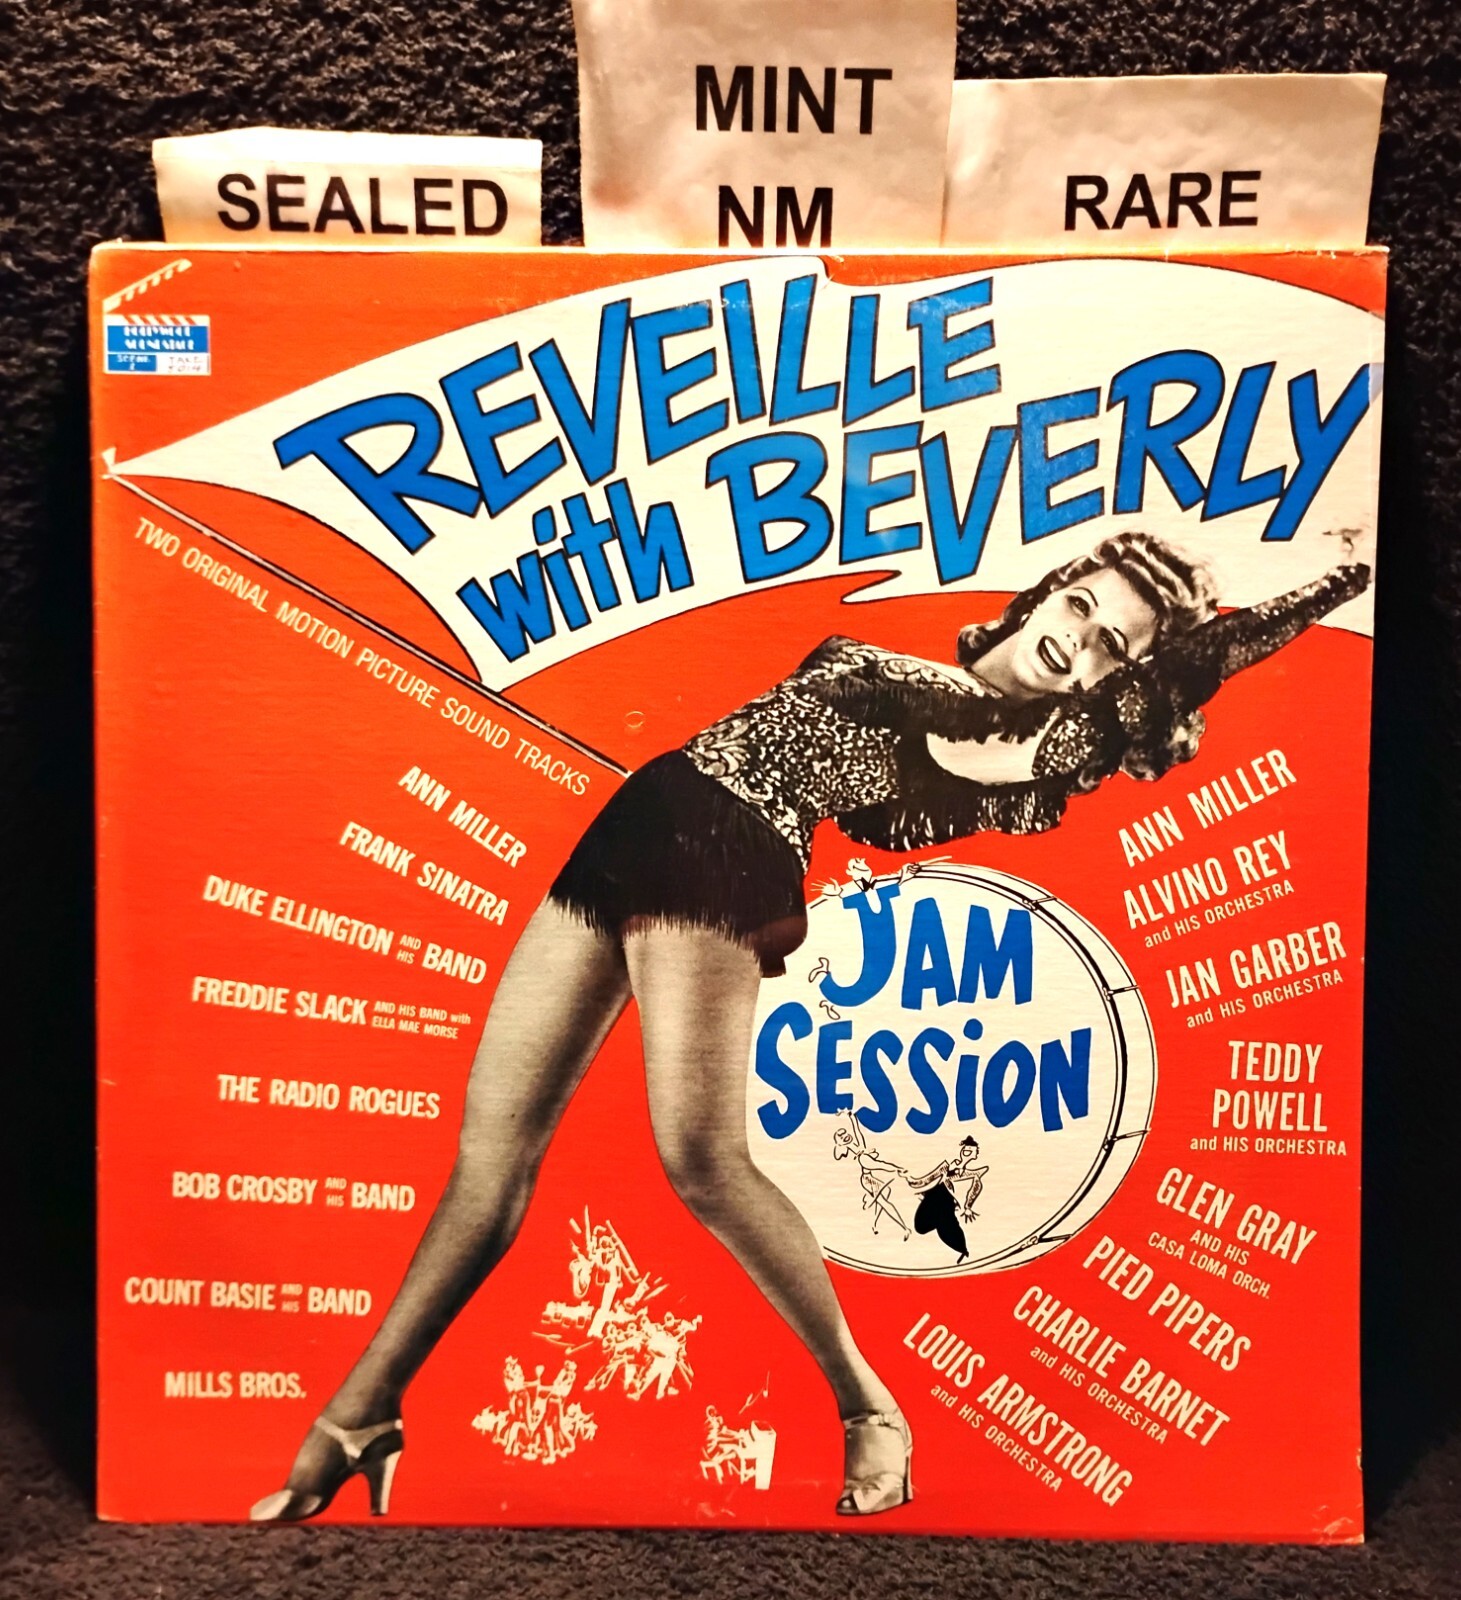 SEALED
MINT
NM
RARE
HOLLYWOOD
SOUNDSTAGE
SCENE
TAKE
REVEILLE
with BEVERLY
TWO ORIGINAL MOTION PICTURE SOUND TRACKS
ANN MILLER
FRANK SINATRA
DUKE ELLINGTON AND HIS BAND
FREDDIE SLACK AND HIS BAND with
ELLA MAE MORSE
THE RADIO ROGUES
BOB CROSBY AND HIS BAND
COUNT BASIE AND HIS BAND
MILLS BROS.
JAM
SESSION
ANN MILLER
ALVINO REY
and HIS ORCHESTRA
JAN GARBER
and HIS ORCHESTRA
TEDDY
POWELL
and HIS ORCHESTRA
GLEN GRAY
AND HIS
CASA LOMA ORCH.
PIED PIPERS
CHARLIE BARNET
and HIS ORCHESTRA
LOUIS ARMSTRONG
and HIS ORCHESTRA